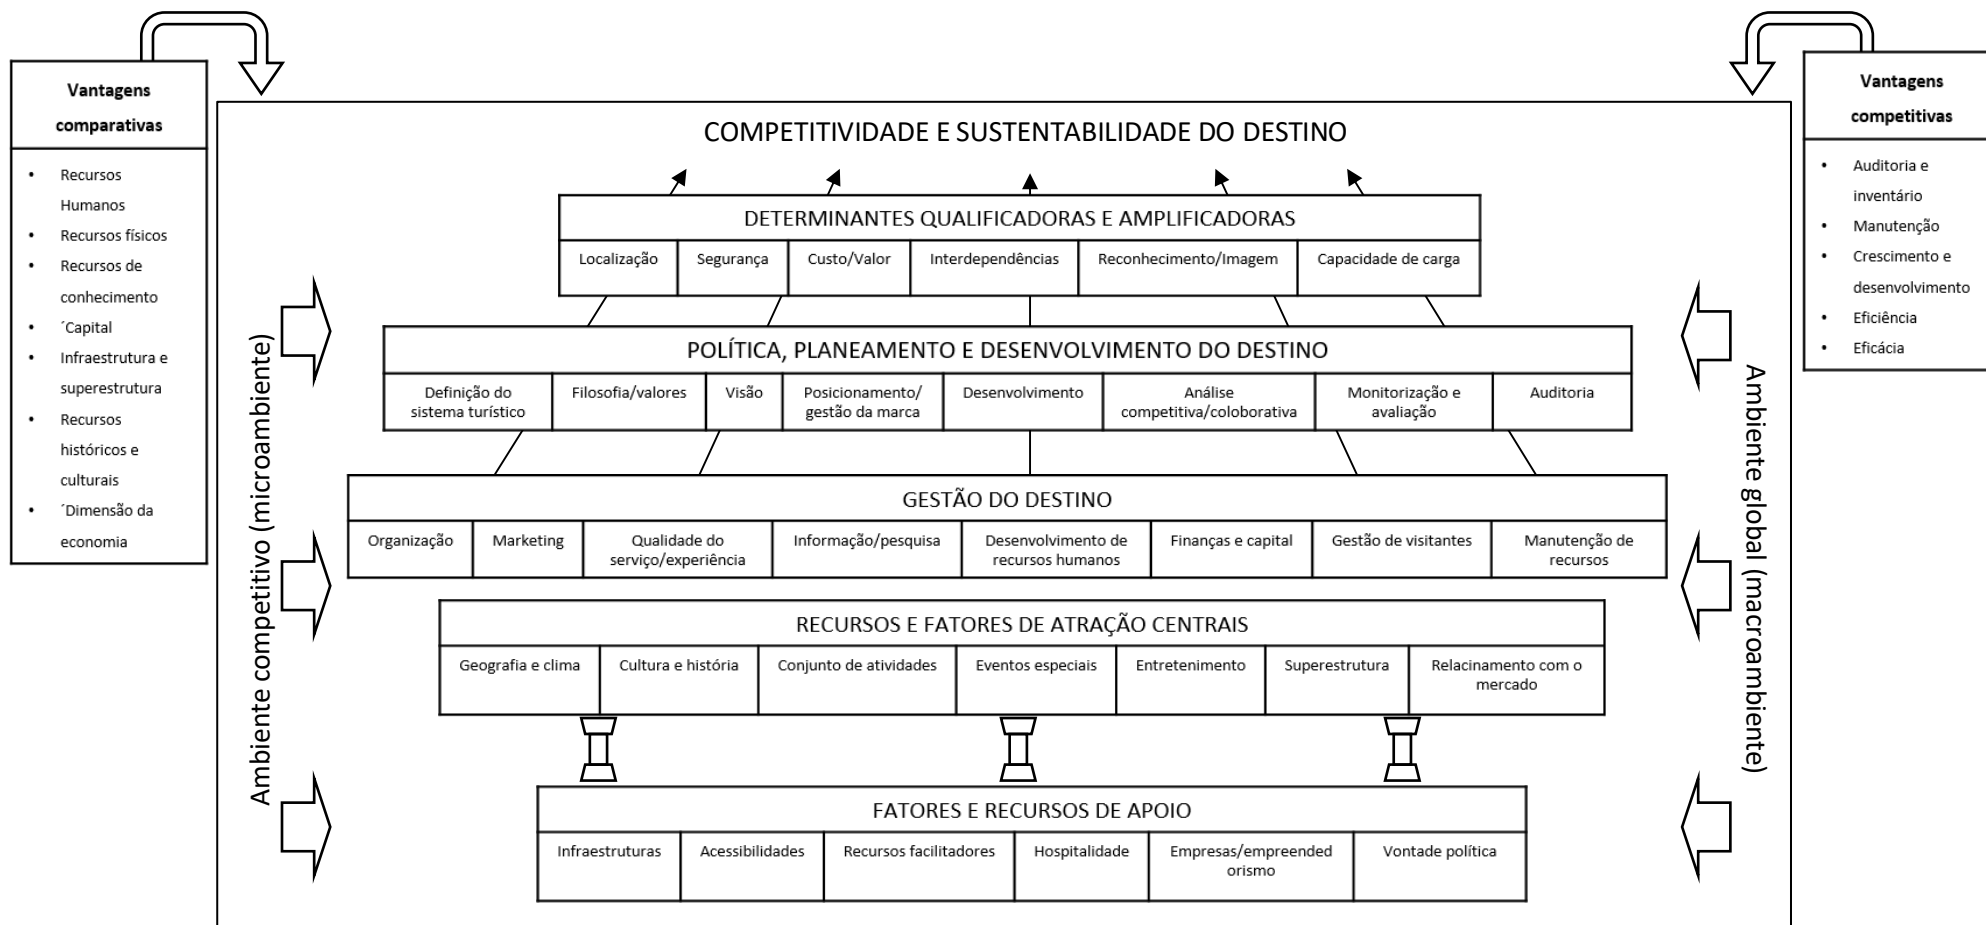 Vantagens
comparativas
• Recursos
Humanos
• Recursos físicos
• Recursos de
conhecimento
• ´Capital
• Infraestrutura e
superestrutura
• Recursos
históricos e
culturais
• ´Dimensão da
economia
Ambiente competitivo (microambiente)
COMPETITIVIDADE E SUSTENTABILIDADE DO DESTINO
DETERMINANTES QUALIFICADORAS E AMPLIFICADORAS
Localização
Segurança
Custo/Valor
Interdependências
Reconhecimento/Imagem
Capacidade de carga
POLÍTICA, PLANEAMENTO E DESENVOLVIMENTO DO DESTINO
Definição do
sistema turístico
Filosofia/valores
Visão
Posicionamento/
gestão da marca
Desenvolvimento
Análise
competitiva/coloborativa
Monitorização e
avaliação
Auditoria
GESTÃO DO DESTINO
Organização
Marketing
Qualidade do
serviço/experiência
Informação/pesquisa
Desenvolvimento de
recursos humanos
Finanças e capital
Gestão de visitantes
Manutenção de
recursos
RECURSOS E FATORES DE ATRAÇÃO CENTRAIS
Geografia e clima
Cultura e história
Conjunto de atividades
Eventos especiais
Entretenimento
Superestrutura
Relacinamento com o
mercado
FATORES E RECURSOS DE APOIO
Infraestruturas
Acessibilidades
Recursos facilitadores
Hospitalidade
Empresas/empreended
orismo
Vontade política
Ambiente global (macroambiente)
Vantagens
competitivas
• Auditoria e
inventário
• Manutenção
• Crescimento e
desenvolvimento
• Eficiência
• Eficácia